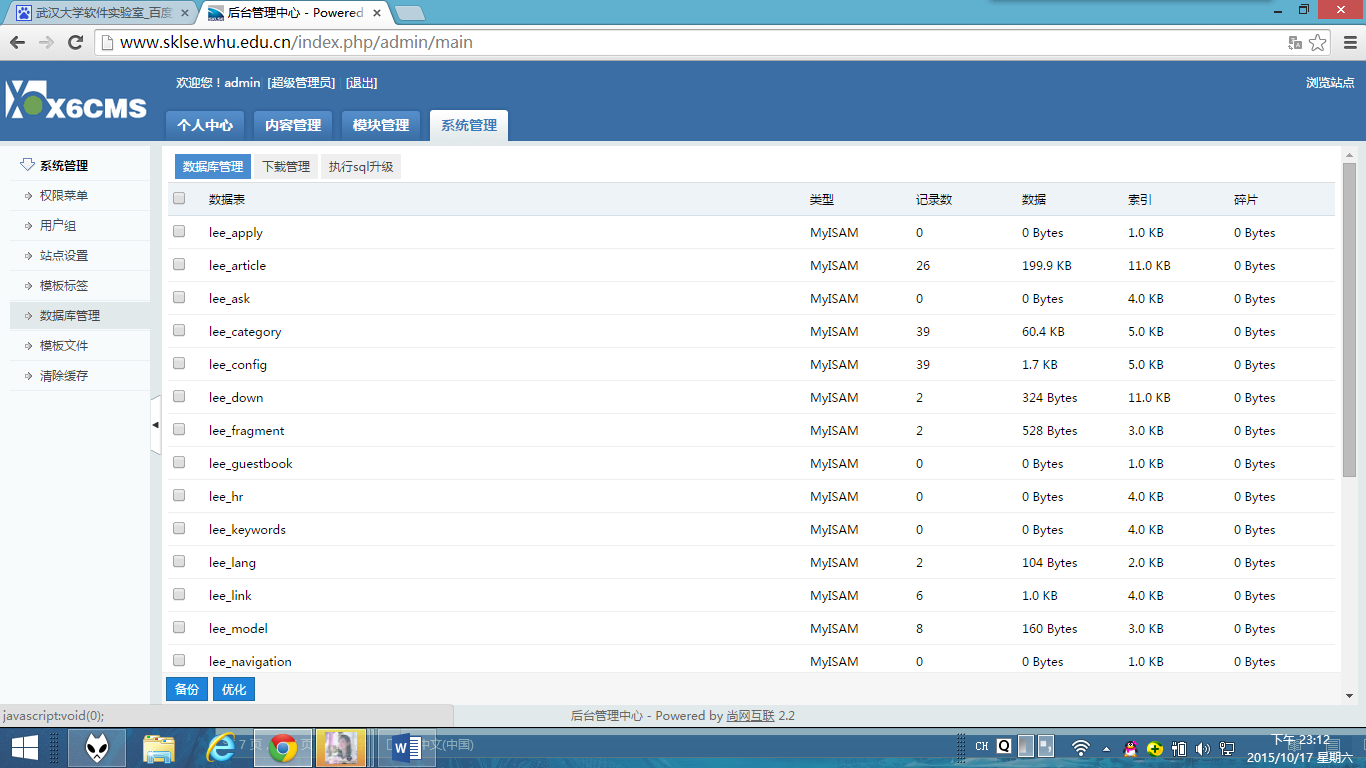 武汉大学软件实验室_百度
后台管理中心 - Powered
www.sklse.whu.edu.cn/index.php/admin/main
X6CMS
欢迎您！admin [超级管理员] [退出]
浏览站点
个人中心 内容管理 模块管理 系统管理
系统管理
权限菜单
用户组
站点设置
模板标签
数据库管理
模板文件
清除缓存
数据库管理 下载管理 执行sql升级
数据表 类型 记录数 数据 索引 碎片
lee_apply MyISAM 0 0 Bytes 1.0 KB 0 Bytes
lee_article MyISAM 26 199.9 KB 11.0 KB 0 Bytes
lee_ask MyISAM 0 0 Bytes 4.0 KB 0 Bytes
lee_category MyISAM 39 60.4 KB 5.0 KB 0 Bytes
lee_config MyISAM 39 1.7 KB 5.0 KB 0 Bytes
lee_down MyISAM 2 324 Bytes 11.0 KB 0 Bytes
lee_fragment MyISAM 2 528 Bytes 3.0 KB 0 Bytes
lee_guestbook MyISAM 0 0 Bytes 1.0 KB 0 Bytes
lee_hr MyISAM 0 0 Bytes 4.0 KB 0 Bytes
lee_keywords MyISAM 0 0 Bytes 4.0 KB 0 Bytes
lee_lang MyISAM 2 104 Bytes 2.0 KB 0 Bytes
lee_link MyISAM 6 1.0 KB 4.0 KB 0 Bytes
lee_model MyISAM 8 160 Bytes 3.0 KB 0 Bytes
lee_navigation MyISAM 0 0 Bytes 1.0 KB 0 Bytes
备份 优化
javascript:void(0);
后台管理中心 - Powered by 尚网互联 2.2
7 页 页 中文(中国)
CH Q
下午 23:12
2015/10/17 星期六